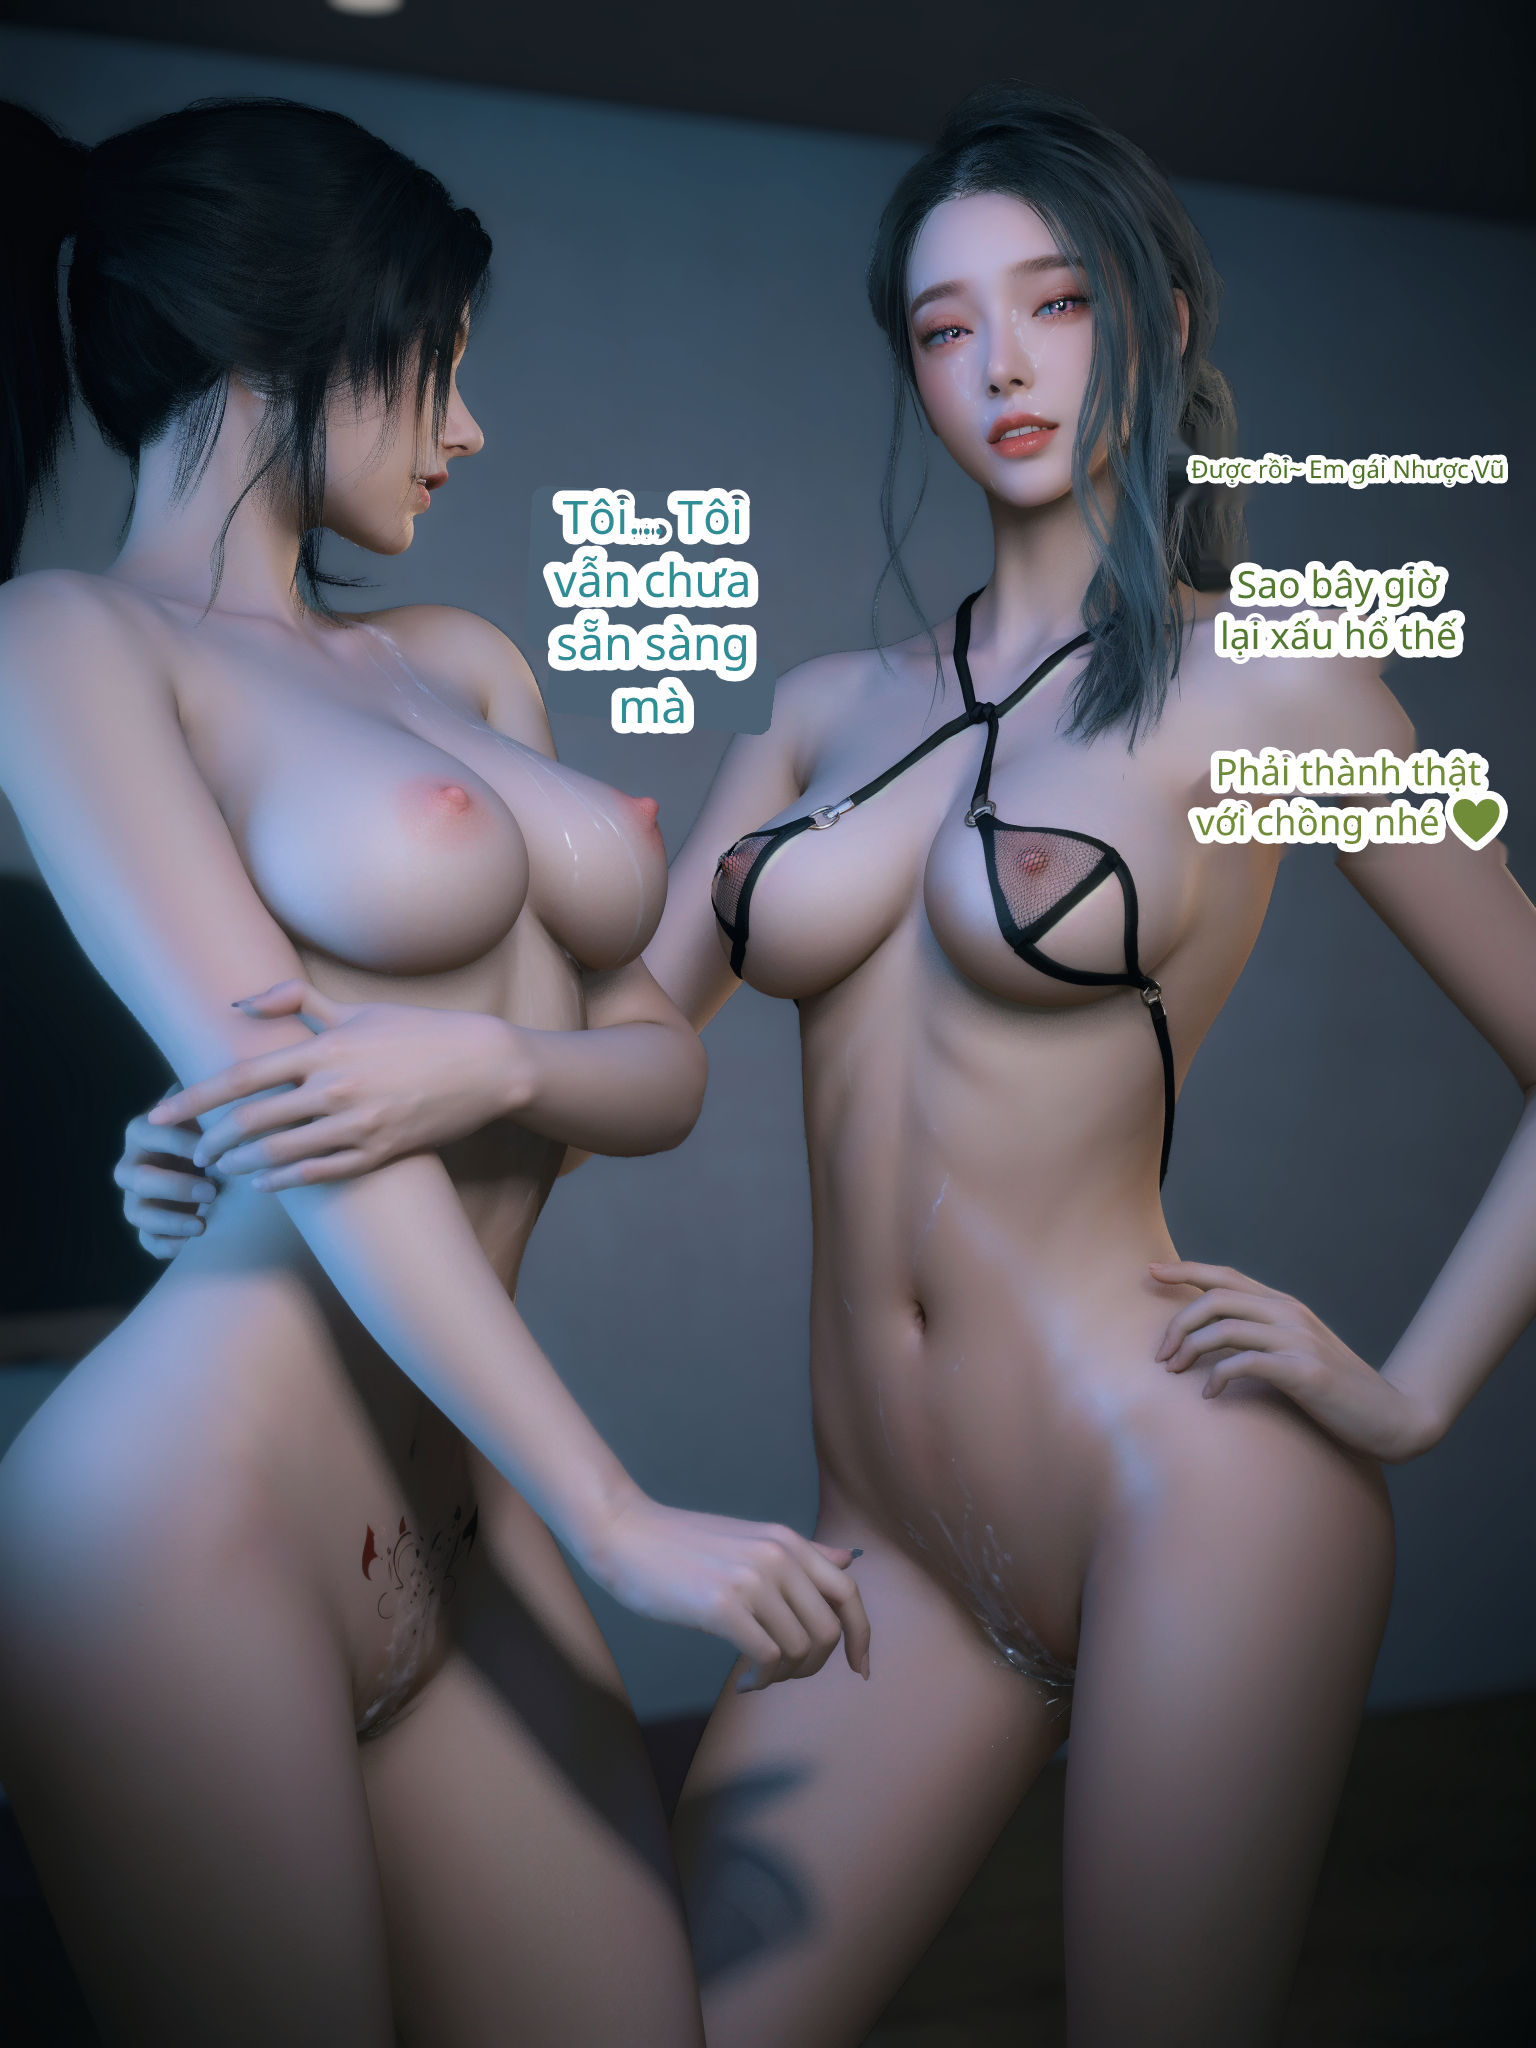 Tôi.... Tôi
vẫn chưa
sẵn sàng
mà
Được rồi~ Em gái Nhược Vũ
Sao bây giờ
lại xấu hổ thế
Phải thành thật
với chồng nhé ♥